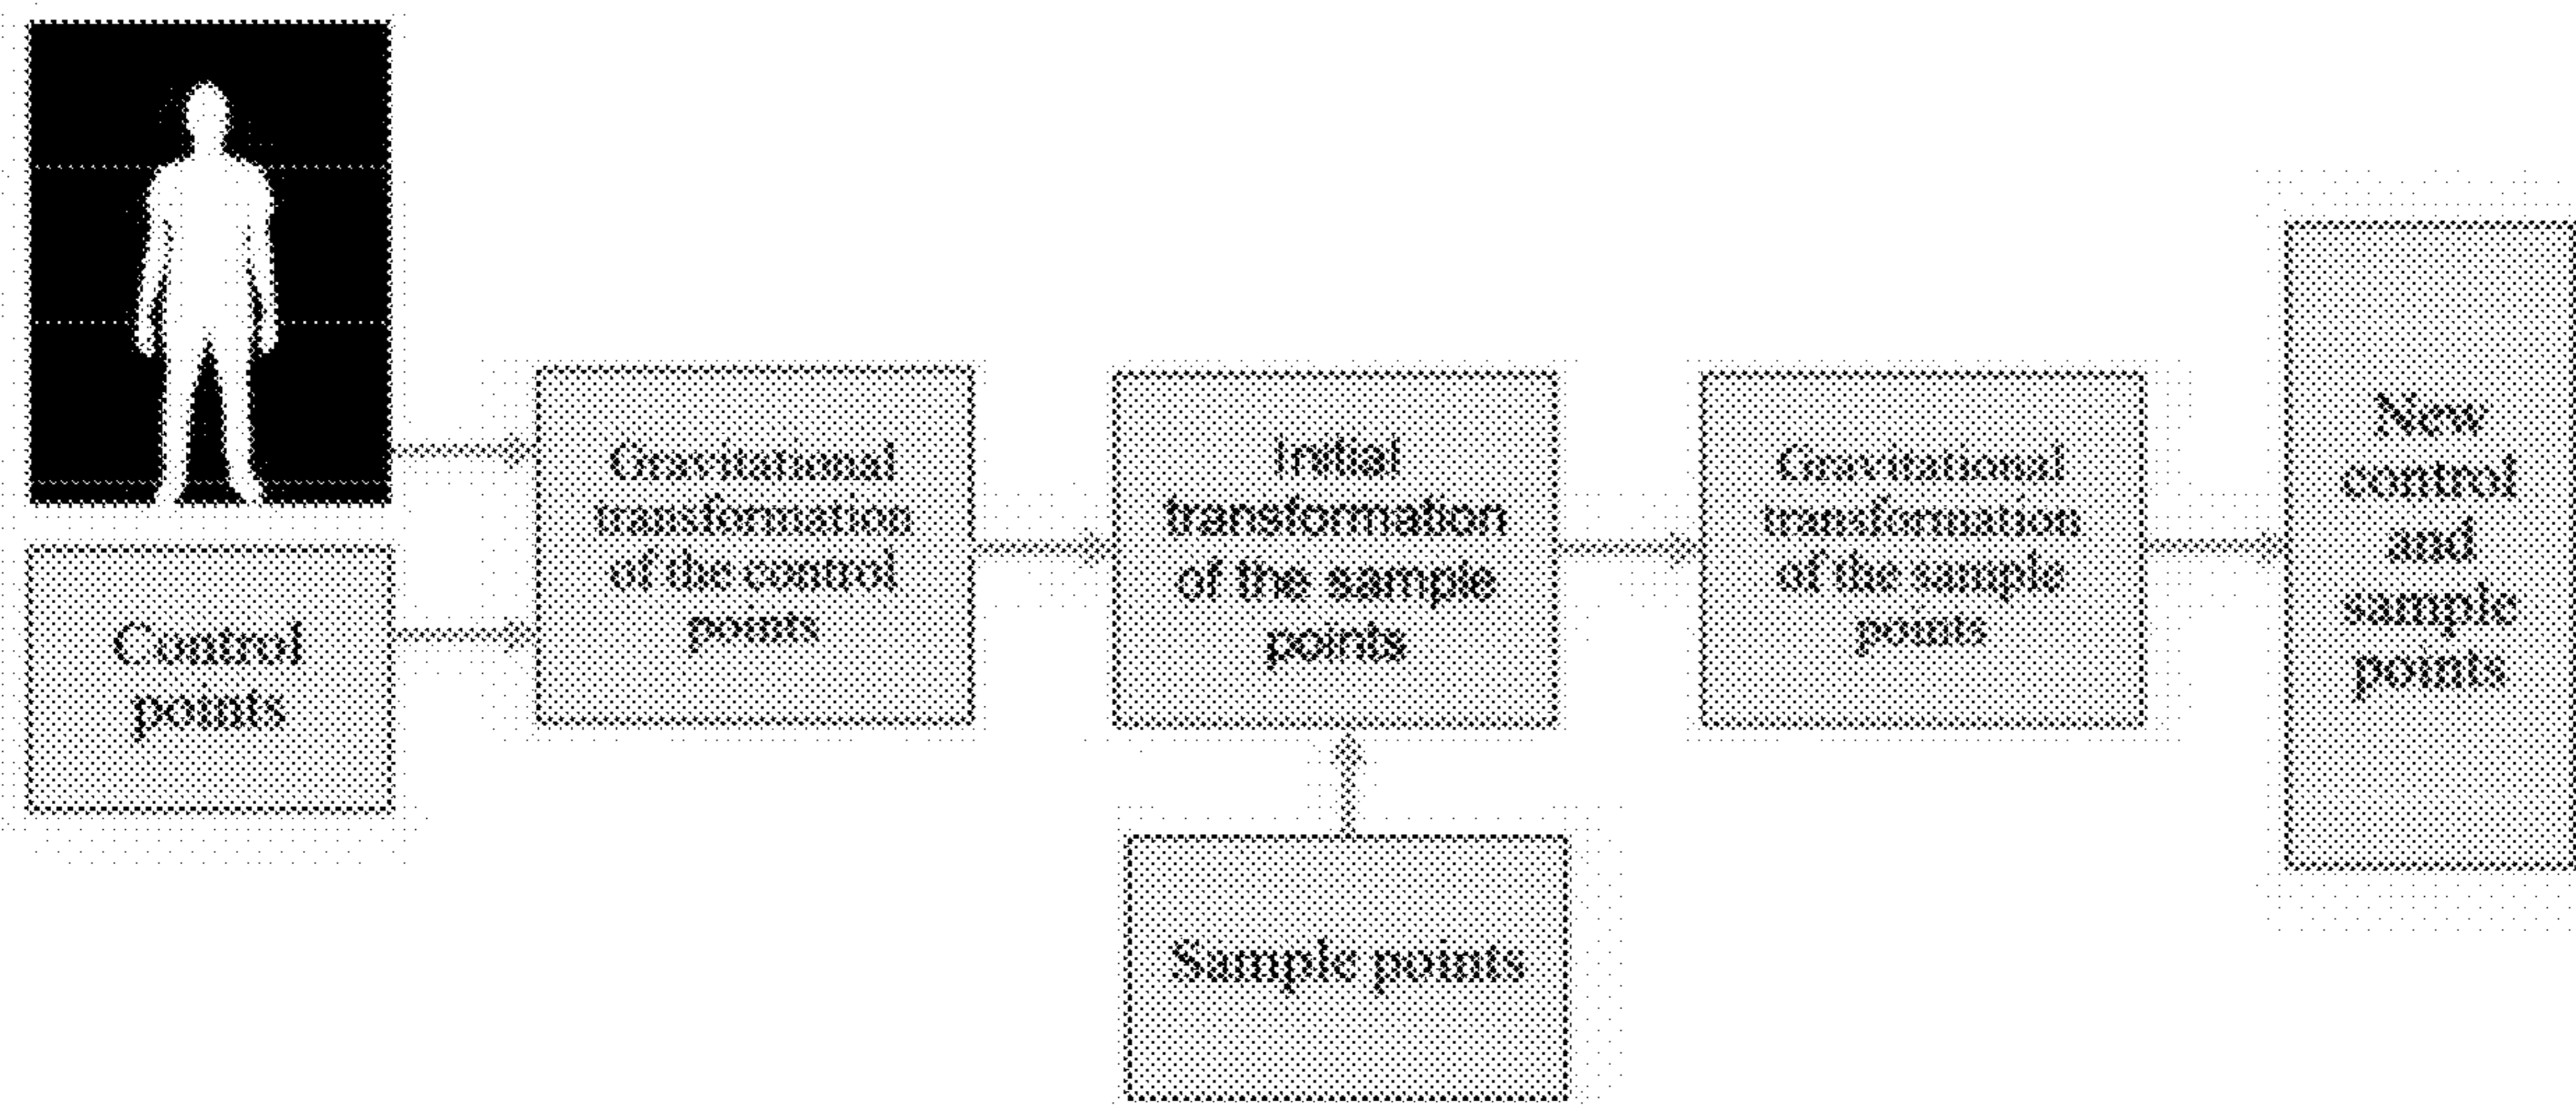 Control
points
Gravitational
transformation
of the control
points
Initial
transformation
of the sample
points
Sample points
Gravitational
transformation
of the sample
points
New
control
and
sample
points